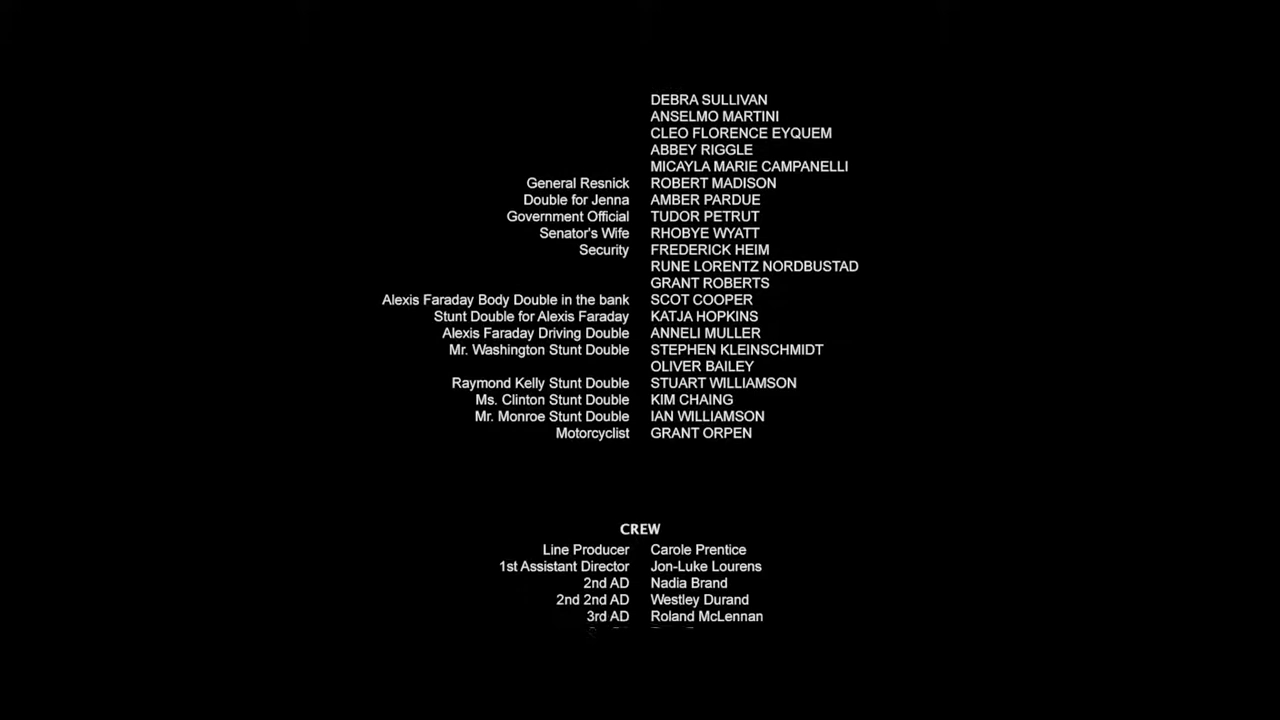 DEBRA SULLIVAN
ANSELMO MARTINI
CLEO FLORENCE EYQUEM
ABBEY RIGGLE
MICAYLA MARIE CAMPANELLI
General Resnick ROBERT MADISON
Double for Jenna AMBER PARDUE
Government Official TUDOR PETRUT
Senator's Wife RHOBYE WYATT
Security FREDERICK HEIM
RUNE LORENTZ NORDBUSTAD
GRANT ROBERTS
Alexis Faraday Body Double in the bank SCOT COOPER
Stunt Double for Alexis Faraday KATJA HOPKINS
Alexis Faraday Driving Double ANNELI MULLER
Mr. Washington Stunt Double STEPHEN KLEINSCHMIDT
OLIVER BAILEY
Raymond Kelly Stunt Double STUART WILLIAMSON
Ms. Clinton Stunt Double KIM CHAING
Mr. Monroe Stunt Double IAN WILLIAMSON
Motorcyclist GRANT ORPEN
CREW
Line Producer Carole Prentice
1st Assistant Director Jon-Luke Lourens
2nd AD Nadia Brand
2nd 2nd AD Westley Durand
3rd AD Roland McLennan